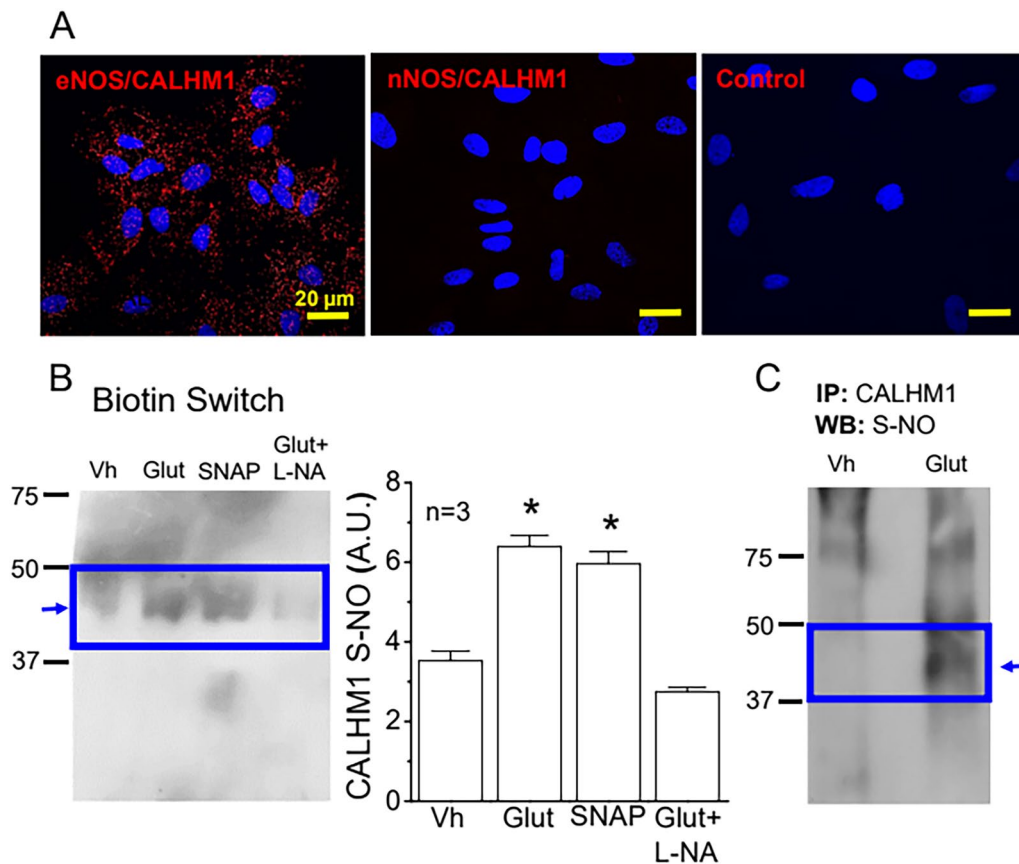 A
eNOS/CALHM1
20 µm
nNOS/CALHM1
Control
B
Biotin Switch
Vh Glut SNAP Glut+
L-NA
75
50
37
CALHM1 S-NO (A.U.)
8
6
4
2
0
n=3
*
*
Vh Glut SNAP Glut+
L-NA
C
IP: CALHM1
WB: S-NO
Vh Glut
75
50
37